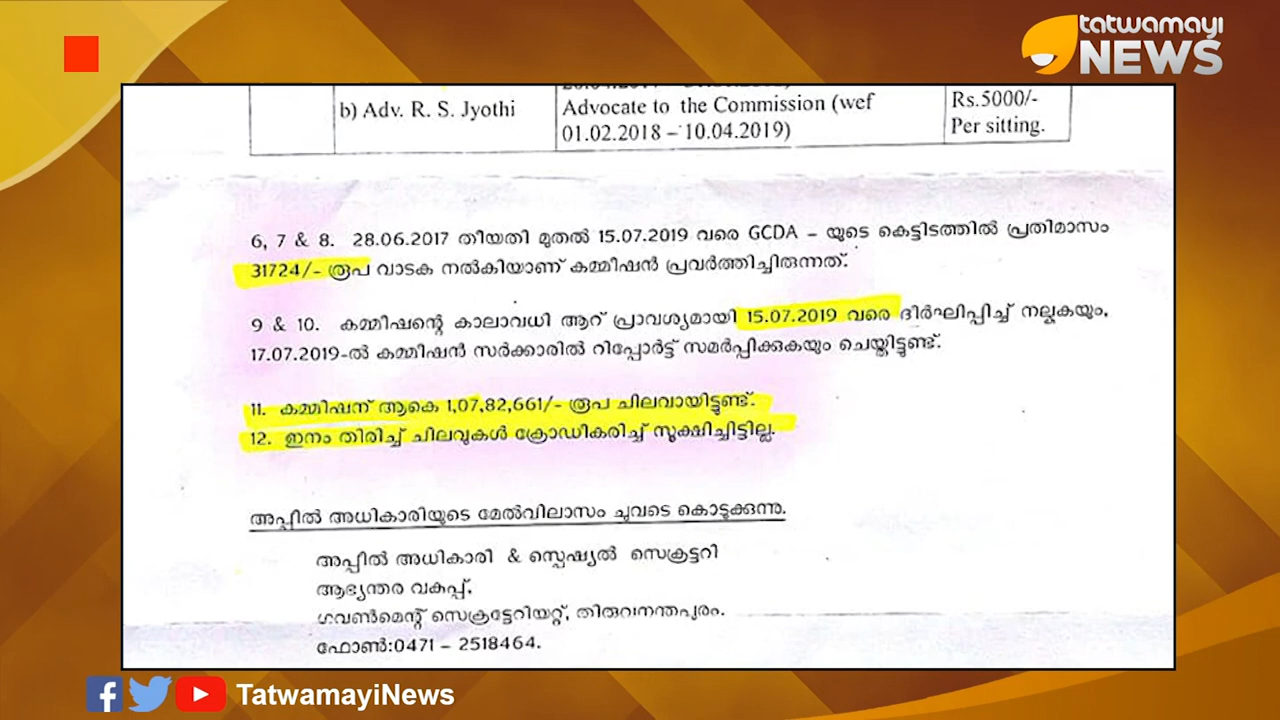 tatwamayi
NEWS
b) Adv. R. S. Jyothi
Advocate to the Commission (wef
01.02.2018 – 10.04.2019)
Rs.5000/-
Per sitting.
6, 7 & 8. 28.06.2017 തീയതി മുതൽ 15.07.2019 വരെ GCDA – യുടെ കെട്ടിടത്തിൽ പ്രതിമാസം
31724/- രൂപ വാടക നൽകിയാണ് കമ്മീഷൻ പ്രവർത്തിച്ചിരുന്നത്.
9 & 10. കമ്മിഷന്റെ കാലാവധി ആറ് പ്രാവശ്യമായി 15.07.2019 വരെ ദീർഘിപ്പിച്ച് നല്കുകയും,
17.07.2019-ൽ കമ്മിഷൻ സർക്കാരിൽ റിപ്പോർട്ട് സമർപ്പിക്കുകയും ചെയ്തിട്ടുണ്ട്.
11. കമ്മിഷന് ആകെ 1,07,82,661/- രൂപ ചിലവായിട്ടുണ്ട്.
12. ഇനം തിരിച്ച് ചിലവുകൾ ക്രോഡീകരിച്ച് സൂക്ഷിച്ചിട്ടില്ല.
അപ്പീൽ അധികാരിയുടെ മേൽവിലാസം ചുവടെ കൊടുക്കുന്നു.
അപ്പീൽ അധികാരി & സ്പെഷ്യൽ സെക്രട്ടറി
ആഭ്യന്തര വകുപ്പ്,
ഗവൺമെന്റ് സെക്രട്ടേറിയറ്റ്, തിരുവനന്തപുരം.
ഫോൺ:0471 – 2518464.
TatwamayiNews